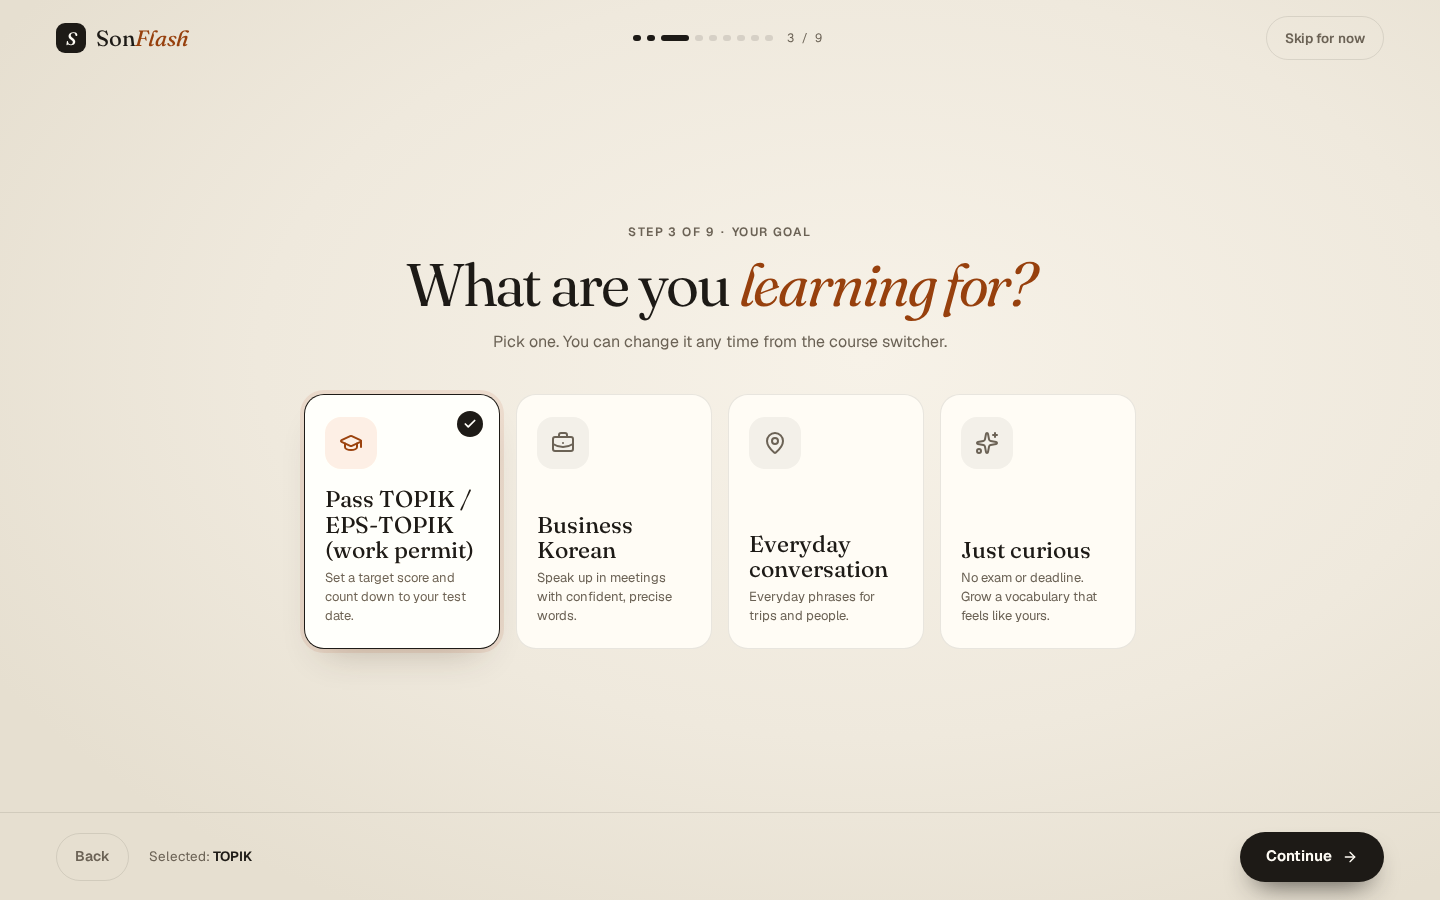 S SonFlash
3 / 9
Skip for now
STEP 3 OF 9 · YOUR GOAL
What are you learning for?
Pick one. You can change it any time from the course switcher.
Pass TOPIK /
EPS-TOPIK
(work permit)
Set a target score and
count down to your test
date.
Business
Korean
Speak up in meetings
with confident, precise
words.
Everyday
conversation
Everyday phrases for
trips and people.
Just curious
No exam or deadline.
Grow a vocabulary that
feels like yours.
Back
Selected: TOPIK
Continue